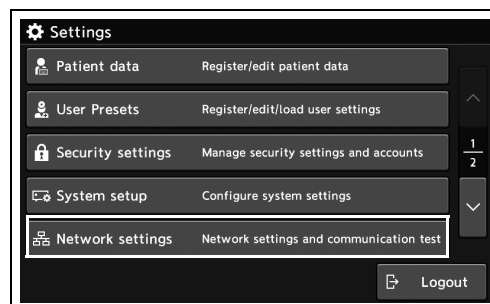 Settings
Patient data Register/edit patient data
User Presets Register/edit/load user settings
Security settings Manage security settings and accounts
System setup Configure system settings
Network settings Network settings and communication test
1
2
Logout